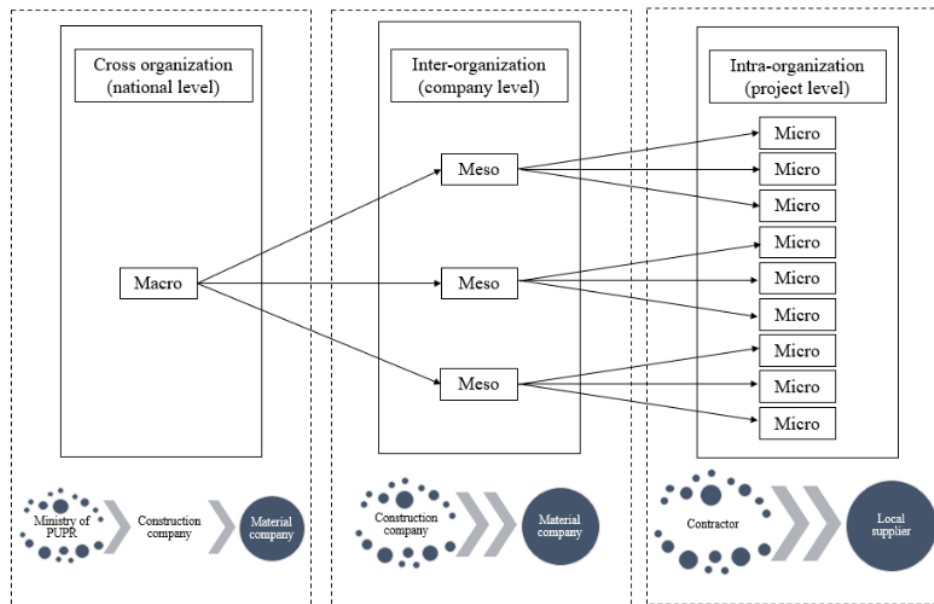 Cross organization
(national level)
Inter-organization
(company level)
Intra-organization
(project level)
Macro
Meso
Meso
Meso
Micro
Micro
Micro
Micro
Micro
Micro
Micro
Micro
Micro
Ministry of
PUPR
Construction
company
Material
company
Construction
company
Material
company
Contractor
Local
supplier